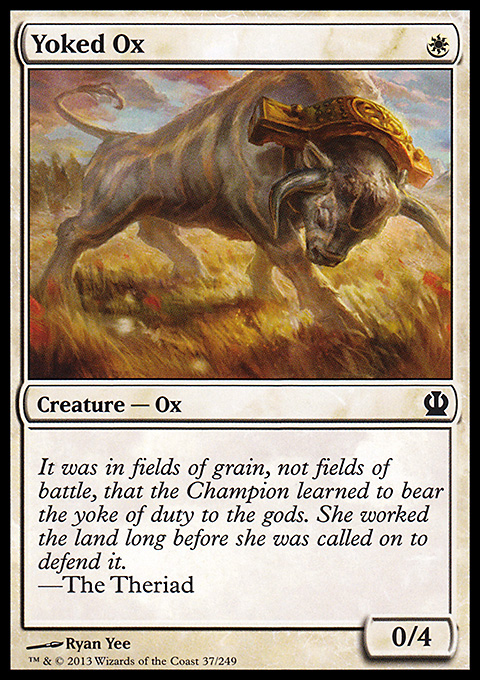 Yoked Ox
Creature — Ox
It was in fields of grain, not fields of
battle, that the Champion learned to bear
the yoke of duty to the gods. She worked
the land long before she was called on to
defend it.
—The Theriad
Ryan Yee
0/4
™ & © 2013 Wizards of the Coast 37/249